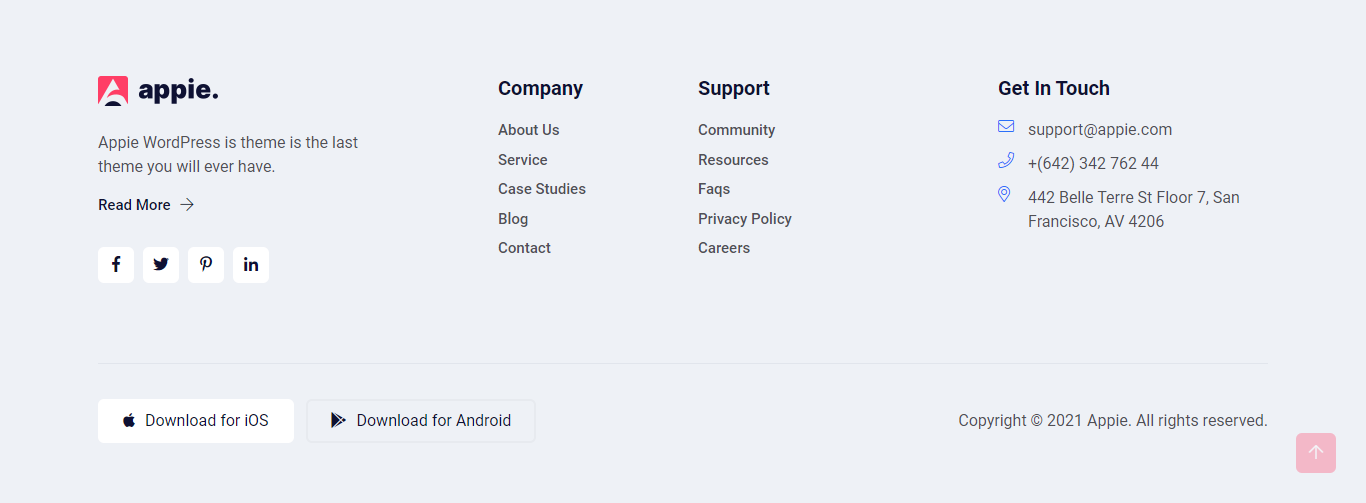 appie.
Appie WordPress is theme is the last
theme you will ever have.
Read More
Company
About Us
Service
Case Studies
Blog
Contact
Support
Community
Resources
Faqs
Privacy Policy
Careers
Get In Touch
support@appie.com
+(642) 342 762 44
442 Belle Terre St Floor 7, San
Francisco, AV 4206
Download for iOS
Download for Android
Copyright © 2021 Appie. All rights reserved.